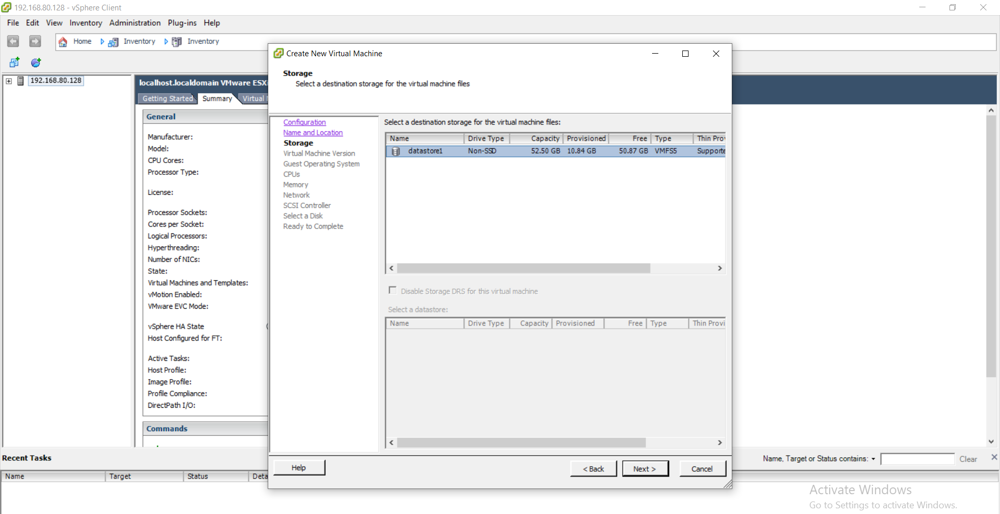 192.168.80.128 - vSphere Client
File Edit View Inventory Administration Plug-ins Help
Home Inventory Inventory
192.168.80.128
localhost.localdomain VMware ESX
Getting Started Summary Virtual
General
Manufacturer:
Model:
CPU Cores:
Processor Type:
License:
Processor Sockets:
Cores per Socket:
Logical Processors:
Hyperthreading:
Number of NICs:
State:
Virtual Machines and Templates:
vMotion Enabled:
VMware EVC Mode:
vSphere HA State
Host Configured for FT:
Active Tasks:
Host Profile:
Image Profile:
Profile Compliance:
DirectPath I/O:
Commands
Create New Virtual Machine
Storage
Select a destination storage for the virtual machine files
Configuration
Name and Location
Storage
Virtual Machine Version
Guest Operating System
CPUs
Memory
Network
SCSI Controller
Select a Disk
Ready to Complete
Select a destination storage for the virtual machine files:
Name Drive Type Capacity Provisioned Free Type Thin Prov
datastore1 Non-SSD 52.50 GB 10.84 GB 50.87 GB VMFS5 Supporte
Disable Storage DRS for this virtual machine
Select a datastore:
Name Drive Type Capacity Provisioned Free Type Thin Provi
Help < Back Next > Cancel
Recent Tasks
Name, Target or Status contains: Clear
Name Target Status Deta
Activate Windows
Go to Settings to activate Windows.